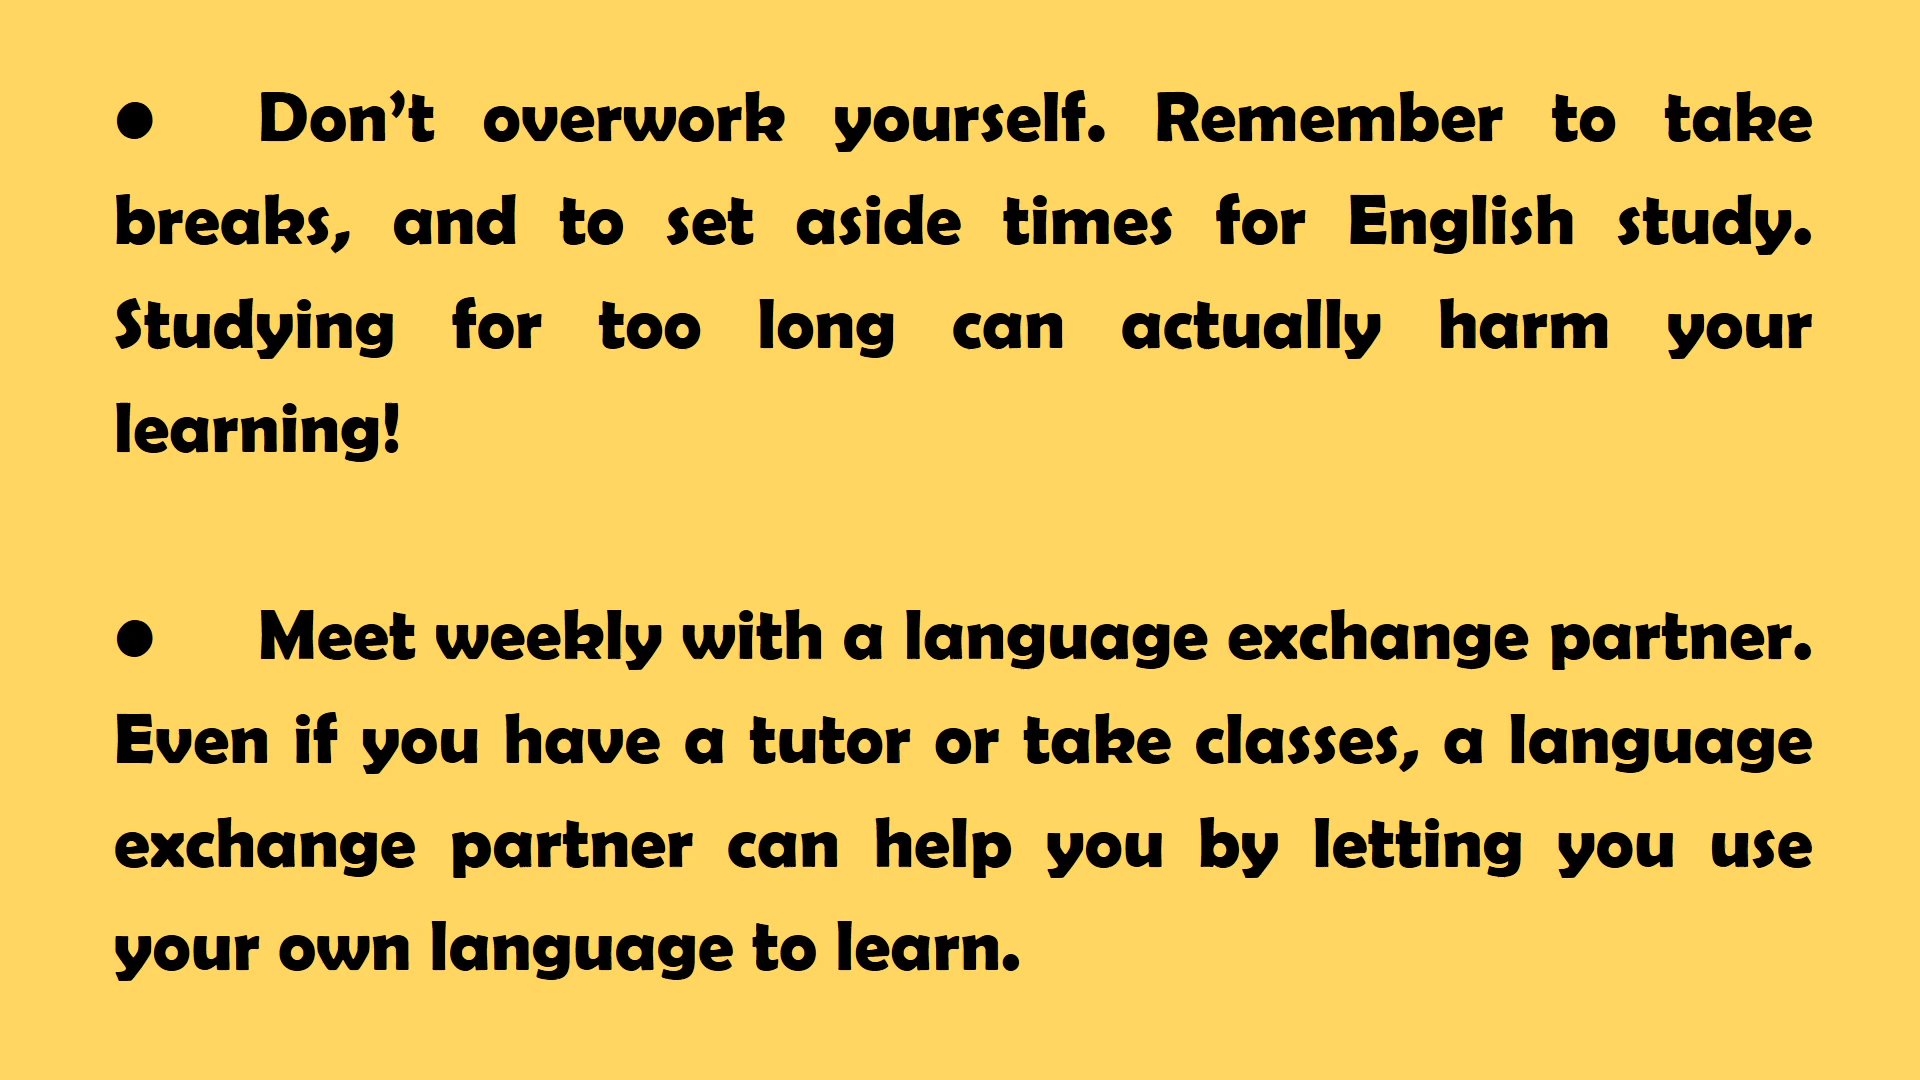 ● Don’t overwork yourself. Remember to take
breaks, and to set aside times for English study.
Studying for too long can actually harm your
learning!
● Meet weekly with a language exchange partner.
Even if you have a tutor or take classes, a language
exchange partner can help you by letting you use
your own language to learn.